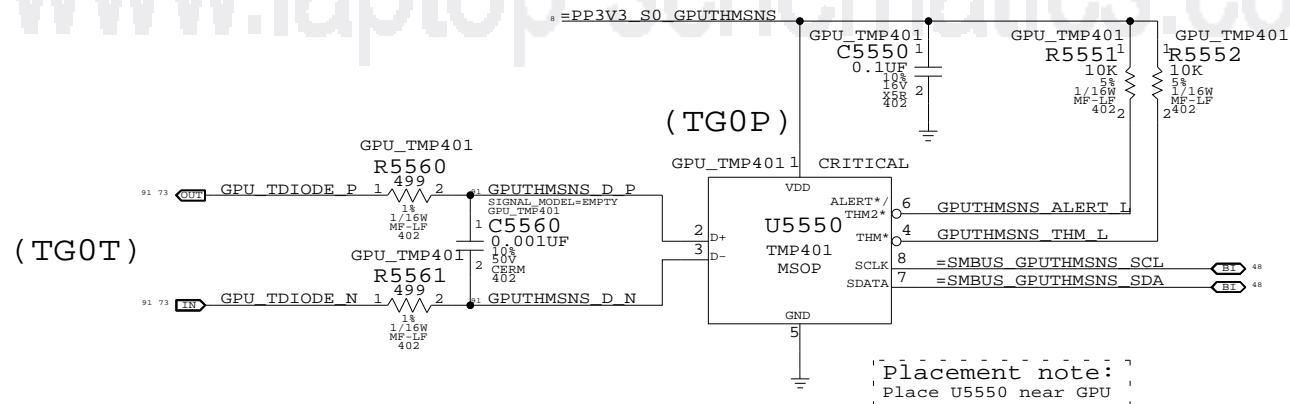 www.laptop-schematics.co
8 =PP3V3_S0_GPUTHMSNS
GPU_TMP401
C5550
1
0.1UF
10%
16V
X5R
402
2
GPU_TMP401
R5551
1
10K
5%
1/16W
MF-LF
402
2
GPU_TMP401
1
R5552
10K
5%
1/16W
MF-LF
402
2
(TG0P)
GPU_TMP401
1
CRITICAL
VDD
U5550
TMP401
MSOP
2 D+
3 D-
ALERT*/
THM2*
6
GPUTHMSNS_ALERT_L
THM*
4
GPUTHMSNS_THM_L
SCLK
8
=SMBUS_GPUTHMSNS_SCL
BI 48
SDATA
7
=SMBUS_GPUTHMSNS_SDA
BI 48
GND
5
GPU_TMP401
R5560
499
91 73 OUT GPU_TDIODE_P 1 2
1%
1/16W
MF-LF
402
91 GPUTHMSNS_D_P
SIGNAL_MODEL=EMPTY
GPU_TMP401
1 C5560
0.001UF
10%
50V
CERM
402
2
(TG0T)
GPU_TMP401
R5561
499
91 73 IN GPU_TDIODE_N 1 2
1%
1/16W
MF-LF
402
91 GPUTHMSNS_D_N
Placement note:
Place U5550 near GPU